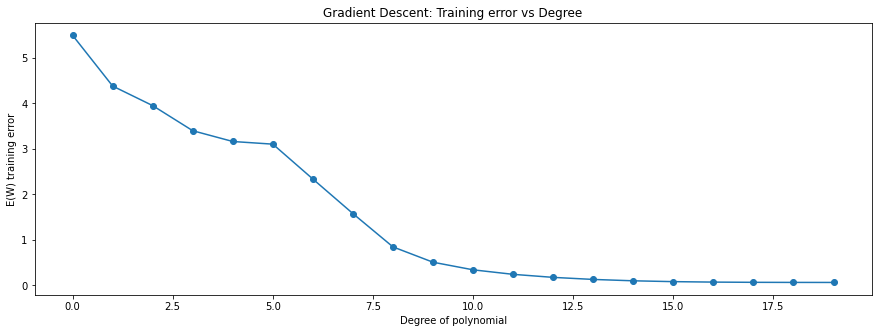 Gradient Descent: Training error vs Degree
E(W) training error
5
4
3
2
1
0
0.0 2.5 5.0 7.5 10.0 12.5 15.0 17.5
Degree of polynomial